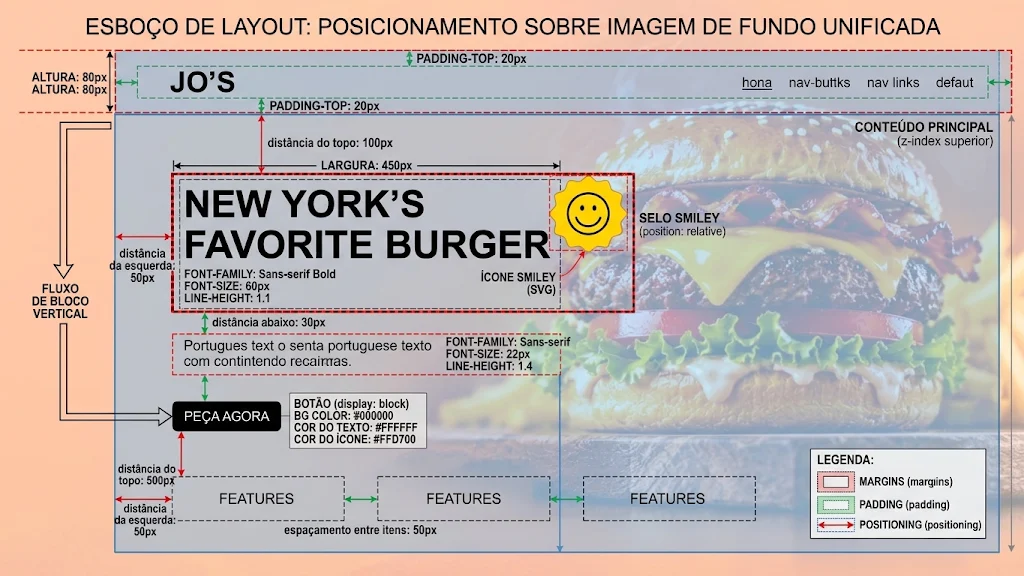 ESBOÇO DE LAYOUT: POSICIONAMENTO SOBRE IMAGEM DE FUNDO UNIFICADA
PADDING-TOP: 20px
ALTURA: 80px
ALTURA: 80px
JO'S
hona nav-buttks nav links defaut
PADDING-TOP: 20px
CONTEÚDO PRINCIPAL
(z-index superior)
distância do topo: 100px
LARGURA: 450px
NEW YORK'S
FAVORITE BURGER
FONT-FAMILY: Sans-serif Bold
FONT-SIZE: 60px
LINE-HEIGHT: 1.1
ÍCONE SMILEY
(SVG)
SELO SMILEY
(position: relative)
distância
da esquerda:
50px
FLUXO
DE BLOCO
VERTICAL
distância abaixo: 30px
Portugues text o senta portuguese texto
com contintendo recairrras.
FONT-FAMILY: Sans-serif
FONT-SIZE: 22px
LINE-HEIGHT: 1.4
PEÇA AGORA
BOTÃO (display: block)
BG COLOR: #000000
COR DO TEXTO: #FFFFFF
COR DO ÍCONE: #FFD700
distância do
topo: 500px
distância
da esquerda:
50px
FEATURES
FEATURES
FEATURES
espaçamento entre itens: 50px
LEGENDA:
MARGINS (margins)
PADDING (padding)
POSITIONING (positioning)